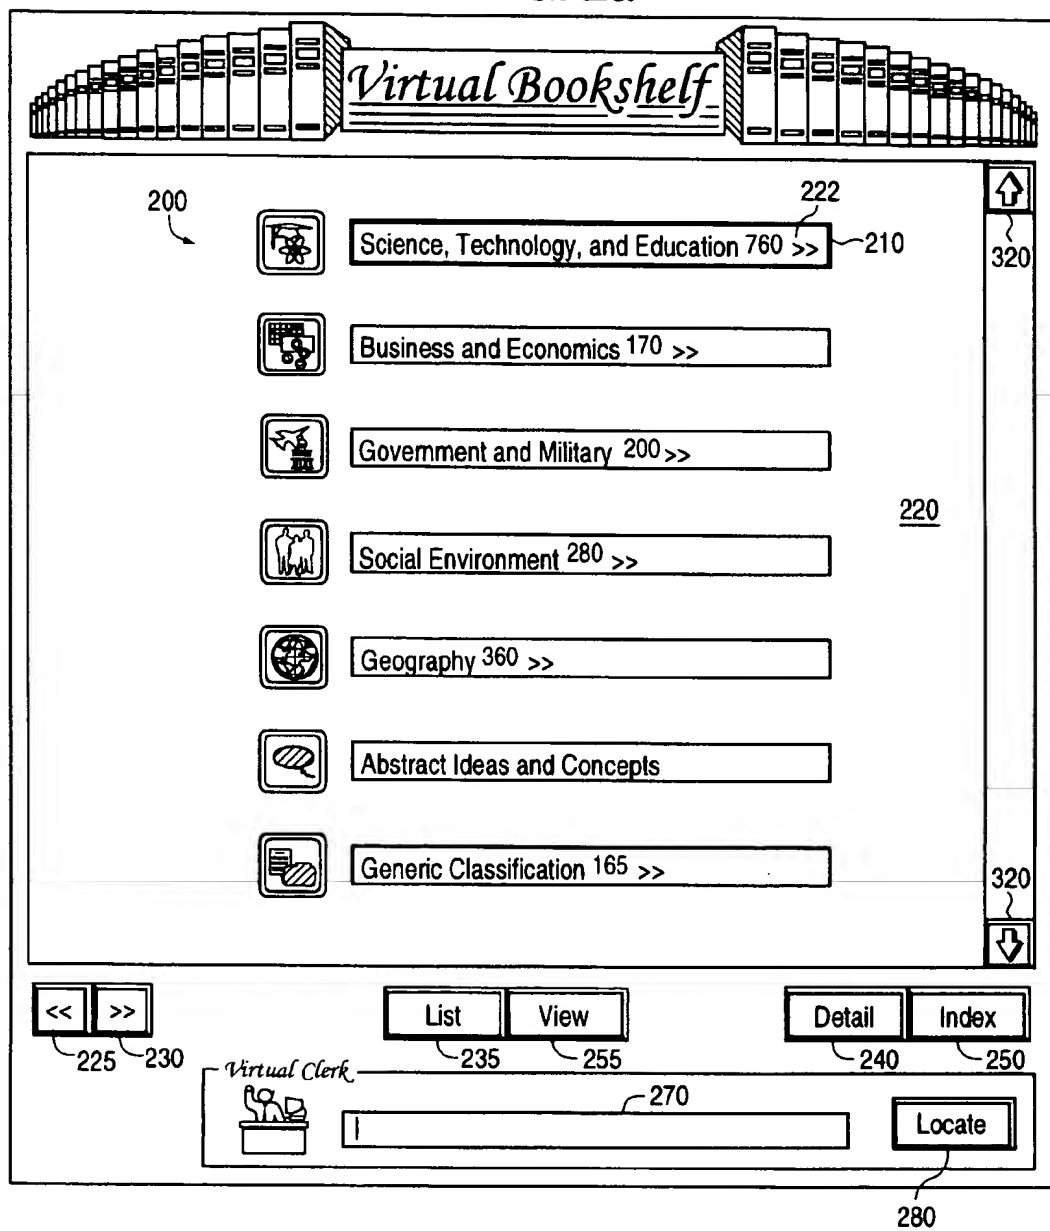 Virtual Bookshelf
200
222
Science, Technology, and Education 760 >>
210
320
Business and Economics 170 >>
Government and Military 200 >>
220
Social Environment 280 >>
Geography 360 >>
Abstract Ideas and Concepts
Generic Classification 165 >>
320
<< >> List View Detail Index
225 230 235 255 240 250
Virtual Clerk
270
Locate
280